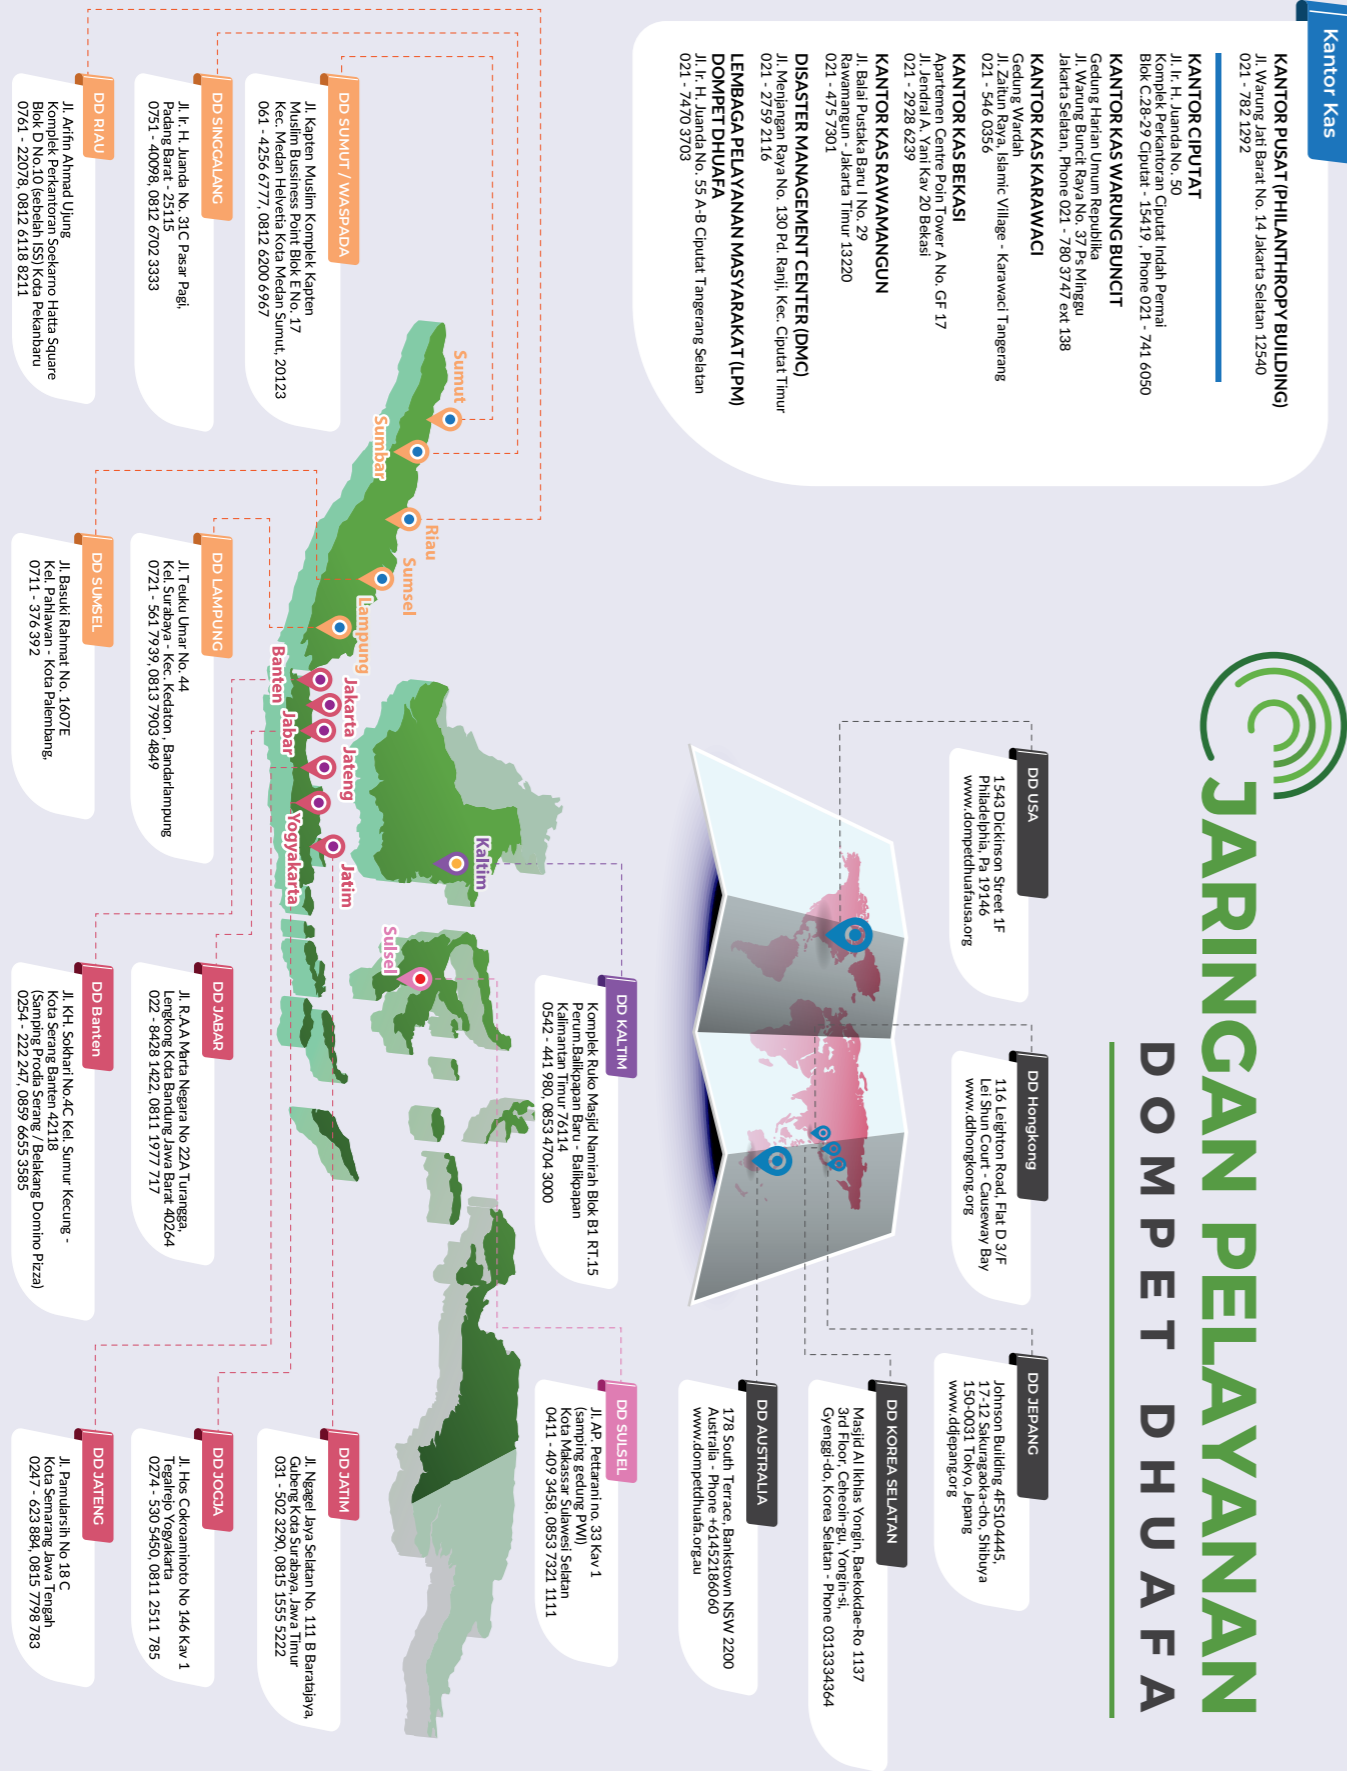 JARINGAN PELAYANAN
DOMPET DHUAFA
Kantor Kas
KANTOR PUSAT (PHILANTHROPY BUILDING)
Jl. Warung Jati Barat No. 14 Jakarta Selatan 12540
021 - 782 1292
KANTOR CIPUTAT
Jl. Ir. H. Juanda No. 50
Komplek Perkantoran Ciputat Indah Permai
Blok C.28-29 Ciputat - 15419 , Phone 021 - 741 6050
KANTOR KAS WARUNG BUNCIT
Gedung Harian Umum Republika
Jl. Warung Buncit Raya No. 37 Ps Minggu
Jakarta Selatan, Phone 021 - 780 3747 ext 138
KANTOR KAS KARAWACI
Gedung Wardah
Jl. Zaitun Raya, Islamic Village - Karawaci Tangerang
021 - 546 0356
KANTOR KAS BEKASI
Apartemen Centre Poin Tower A No. GF 17
Jl. Jendral A. Yani Kav 20 Bekasi
021 - 2928 6239
KANTOR KAS RAWAMANGUN
Jl. Balai Pustaka Baru I No. 29
Rawamangun - Jakarta Timur 13220
021 - 475 7301
DISASTER MANAGEMENT CENTER (DMC)
Jl. Menjangan Raya No. 130 Pd. Ranji, Kec. Ciputat Timur
021 - 2759 2116
LEMBAGA PELAYANAN MASYARAKAT (LPM)
DOMPET DHUAFA
Jl. Ir. H. Juanda No. 55 A-B Ciputat Tangerang Selatan
021 - 7470 3703
DD USA
1543 Dickinson Street 1F
Philadelphia, Pa 19146
www.dompetdhuafausa.org
DD Hongkong
116 Leighton Road, Flat D 3/F
Lei Shun Court - Causeway Bay
www.ddhongkong.org
DD JEPANG
Johnson Building 4FS104445,
17-12 Sakuragaoka-cho, Shibuya
150-0031 Tokyo, Jepang
www.ddjepang.org
DD KOREA SELATAN
Masjid Al Ikhlas Yongin, Baekokdae-Ro 1137
3rd Floor, Ceheoin-gu, Yongin-si,
Gyenggi-do, Korea Selatan - Phone 03133334364
DD AUSTRALIA
178 South Terrace, Bankstown NSW 2200
Australia - Phone +61452186060
www.dompetdhuafa.org.au
DD KALTIM
Komplek Ruko Masjid Namirah Blok B1 RT.15
Perum.Balikpapan Baru - Balikpapan
Kalimantan Timur 76114
0542 - 441 980, 0853 4704 3000
DD SULSEL
Jl. AP. Pettarani no. 33 Kav 1
(samping gedung PWI)
Kota Makassar Sulawesi Selatan
0411 - 409 3458, 0853 7321 1111
Sumut
Sumbar
Riau
Sumsel
Lampung
Banten
Jakarta
Jabar
Jateng
Yogyakarta
Jatim
Kaltim
Sulsel
DD SUMUT / WASPADA
Jl. Kapten Muslim Komplek Kapten
Muslim Bussiness Point Blok E No. 17
Kec. Medan Helvetia Kota Medan Sumut, 20123
061 - 4256 6777, 0812 6200 6967
DD SINGGALANG
Jl. Ir. H. Juanda No. 31C Pasar Pagi,
Padang Barat - 25115
0751 - 40098, 0812 6702 3333
DD RIAU
Jl. Arifin Ahmad Ujung
Komplek Perkantoran Soekarno Hatta Square
Blok D No.10 (sebelah ISS) Kota Pekanbaru
0761 - 22078, 0812 6118 8211
DD LAMPUNG
Jl. Teuku Umar No. 44
Kel. Surabaya - Kec. Kedaton , Bandarlampung
0721 - 561 7939, 0813 7903 4849
DD SUMSEL
Jl. Basuki Rahmat No. 1607E
Kel. Pahlawan - Kota Palembang,
0711 - 376 392
DD JABAR
Jl. R.A.A Marta Negara No.22A Turangga,
Lengkong Kota Bandung Jawa Barat 40264
022 - 8428 1422, 0811 1977 717
DD Banten
Jl. KH. Sokhari No.4C Kel. Sumur Kecung -
Kota Serang Banten 42118
(Samping Prodia Serang / Belakang Domino Pizza)
0254 - 222 247, 0859 6655 3585
DD JATIM
Jl. Ngagel Jaya Selatan No. 111 B Baratajaya,
Gubeng Kota Surabaya, Jawa Timur
031 - 502 3290, 0815 1555 5222
DD JOGJA
Jl. Hos Cokroaminoto No 146 Kav 1
Tegalrejo Yogyakarta
0274 - 530 5450, 0811 2511 785
DD JATENG
Jl. Pamularsih No 18 C
Kota Semarang Jawa Tengah
0247 - 623 884, 0815 7798 783